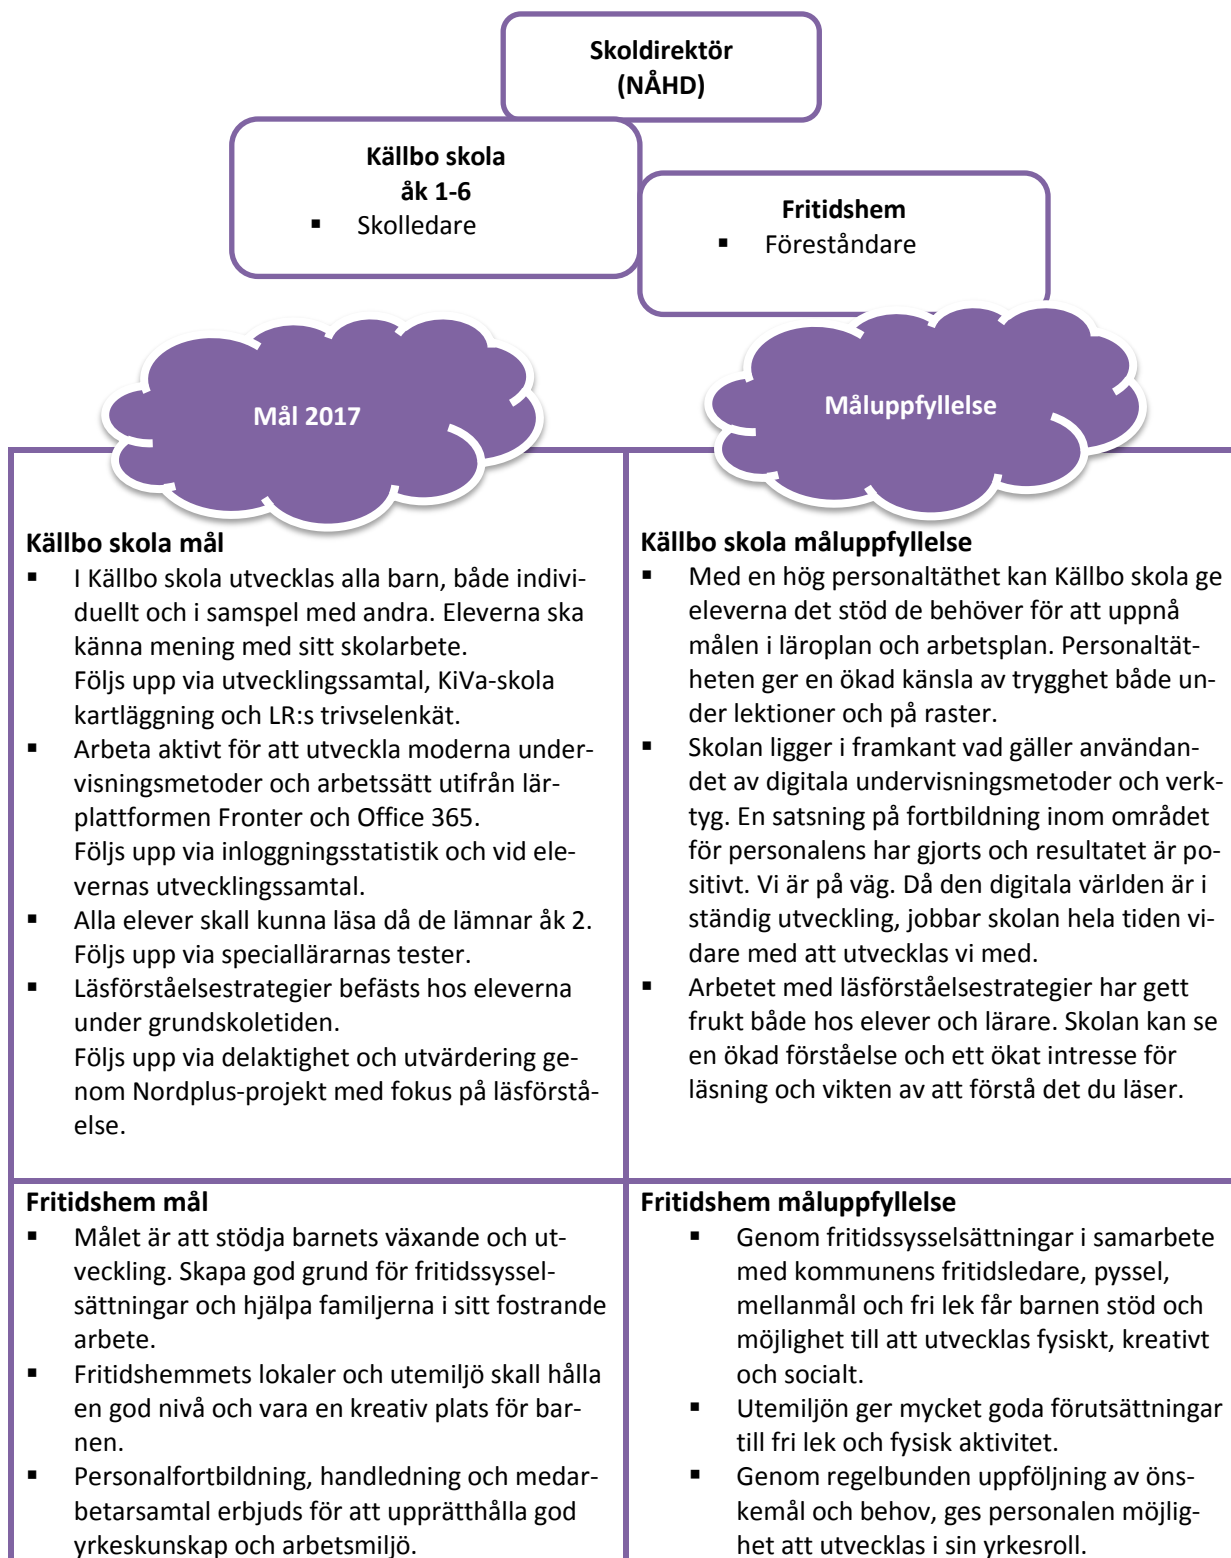 Skoldirektör
(NÅHD)
Källbo skola
åk 1-6
▪ Skolledare
Fritidshem
▪ Föreståndare
Mål 2017
Måluppfyllelse
Källbo skola mål
▪ I Källbo skola utvecklas alla barn, både indivi-
duellt och i samspel med andra. Eleverna ska
känna mening med sitt skolarbete.
Följs upp via utvecklingssamtal, KiVa-skola
kartläggning och LR:s trivselenkät.
▪ Arbeta aktivt för att utveckla moderna under-
visningsmetoder och arbetssätt utifrån lär-
plattformen Fronter och Office 365.
Följs upp via inloggningsstatistik och vid ele-
vernas utvecklingssamtal.
▪ Alla elever skall kunna läsa då de lämnar åk 2.
Följs upp via speciallärarnas tester.
▪ Läsförståelsestrategier befästs hos eleverna
under grundskoletiden.
Följs upp via delaktighet och utvärdering ge-
nom Nordplus-projekt med fokus på läsförstå-
else.
Källbo skola måluppfyllelse
▪ Med en hög personaltäthet kan Källbo skola ge
eleverna det stöd de behöver för att uppnå
målen i läroplan och arbetsplan. Personaltät-
heten ger en ökad känsla av trygghet både un-
der lektioner och på raster.
▪ Skolan ligger i framkant vad gäller användan-
det av digitala undervisningsmetoder och verk-
tyg. En satsning på fortbildning inom området
för personalens har gjorts och resultatet är po-
sitivt. Vi är på väg. Då den digitala världen är i
ständig utveckling, jobbar skolan hela tiden vi-
dare med att utvecklas vi med.
▪ Arbetet med läsförståelsestrategier har gett
frukt både hos elever och lärare. Skolan kan se
en ökad förståelse och ett ökat intresse för
läsning och vikten av att förstå det du läser.
Fritidshem mål
▪ Målet är att stödja barnets växande och ut-
veckling. Skapa god grund för fritidssyssel-
sättningar och hjälpa familjerna i sitt fostrande
arbete.
▪ Fritidshemmets lokaler och utemiljö skall hålla
en god nivå och vara en kreativ plats för bar-
nen.
▪ Personalfortbildning, handledning och medar-
betarsamtal erbjuds för att upprätthålla god
yrkeskunskap och arbetsmiljö.
Fritidshem måluppfyllelse
▪ Genom fritidssysselsättningar i samarbete
med kommunens fritidsledare, pyssel,
mellanmål och fri lek får barnen stöd och
möjlighet till att utvecklas fysiskt, kreativt
och socialt.
▪ Utemiljön ger mycket goda förutsättningar
till fri lek och fysisk aktivitet.
▪ Genom regelbunden uppföljning av öns-
kemål och behov, ges personalen möjlig-
het att utvecklas i sin yrkesroll.